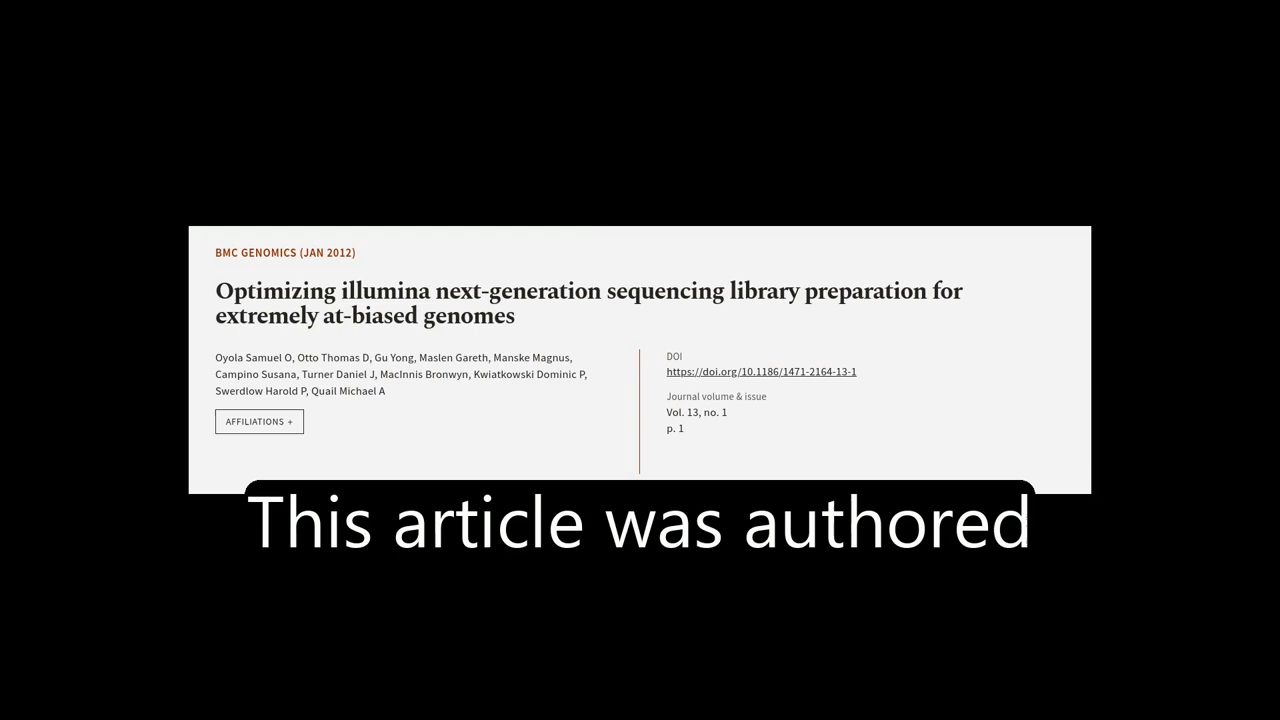 BMC GENOMICS (JAN 2012)
Optimizing illumina next-generation sequencing library preparation for
extremely at-biased genomes
Oyola Samuel O, Otto Thomas D, Gu Yong, Maslen Gareth, Manske Magnus,
Campino Susana, Turner Daniel J, MacInnis Bronwyn, Kwiatkowski Dominic P,
Swerdlow Harold P, Quail Michael A
AFFILIATIONS +
DOI
https://doi.org/10.1186/1471-2164-13-1
Journal volume & issue
Vol. 13, no. 1
p. 1
This article was authored